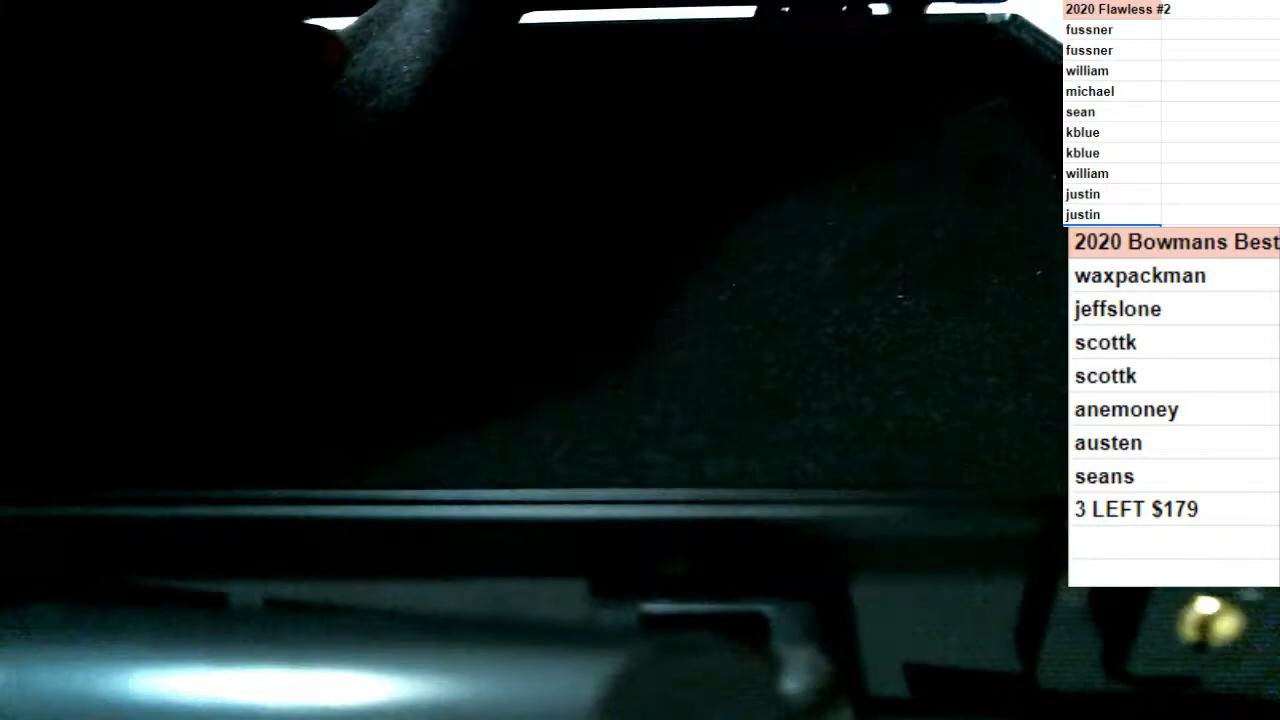 2020 Flawless #2
fussner
fussner
william
michael
sean
kblue
kblue
william
justin
justin
2020 Bowmans Best
waxpackman
jeffslone
scottk
scottk
anemoney
austen
seans
3 LEFT $179